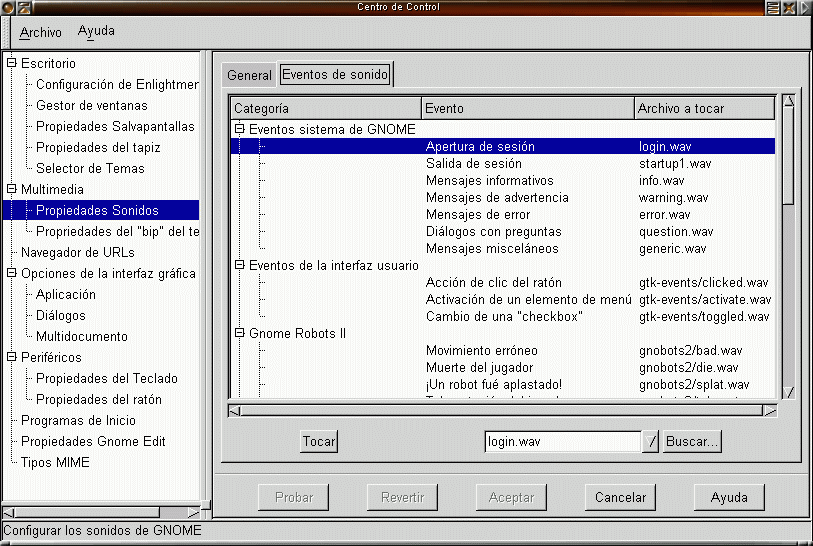 Centro de Control
Archivo Ayuda
Escritorio
Configuración de Enlightmen
Gestor de ventanas
Propiedades Salvapantallas
Propiedades del tapiz
Selector de Temas
Multimedia
Propiedades Sonidos
Propriedades del "bip" del te
Navegador de URLs
Opciones de la interfaz gráfica
Aplicación
Diálogos
Multidocumento
Periféricos
Propiedades del Teclado
Propiedades del ratón
Programas de Inicio
Propiedades Gnome Edit
Tipos MIME
General Eventos de sonido
Categoría Evento Archivo a tocar
Eventos sistema de GNOME
Apertura de sesión login.wav
Salida de sesión startup1.wav
Mensajes informativos info.wav
Mensajes de advertencia warning.wav
Mensajes de error error.wav
Diálogos con preguntas question.wav
Mensajes misceláneos generic.wav
Eventos de la interfaz usuario
Acción de clic del ratón gtk-events/clicked.wav
Activación de un elemento de menú gtk-events/activate.wav
Cambio de una "checkbox" gtk-events/toggled.wav
Gnome Robots II
Movimiento erróneo gnobots2/bad.wav
Muerte del jugador gnobots2/die.wav
¡Un robot fué aplastado! gnobots2/splat.wav
Tocar login.wav Buscar...
Probar Revertir Aceptar Cancelar Ayuda
Configurar los sonidos de GNOME